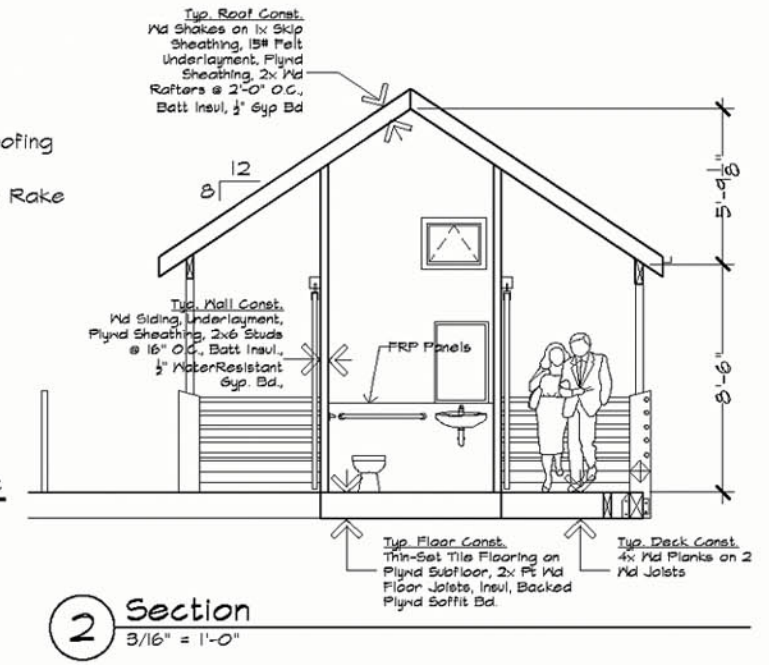 Typ. Roof Const.
Wd Shakes on 1x Skip
Sheathing, 15# Felt
Underlayment, Plywd
Sheathing, 2x Wd
Rafters @ 2'-0" O.C.,
Batt Insul, ½" Gyp Bd
ofing
Rake
12
8
5'-9⅛"
Typ. Wall Const.
Wd Siding, Underlayment,
Plywd Sheathing, 2x6 Studs
@ 16" O.C., Batt Insul.,
½" WaterResistant
Gyp. Bd.,
FRP Panels
8'-6"
Typ. Floor Const.
Thin-Set Tile Flooring on
Plywd Subfloor, 2x Pt Wd
Floor Joists, Insul, Backed
Plywd Soffit Bd.
Typ. Deck Const.
4x Wd Planks on 2
Wd Joists
2
Section
3/16" = 1'-0"